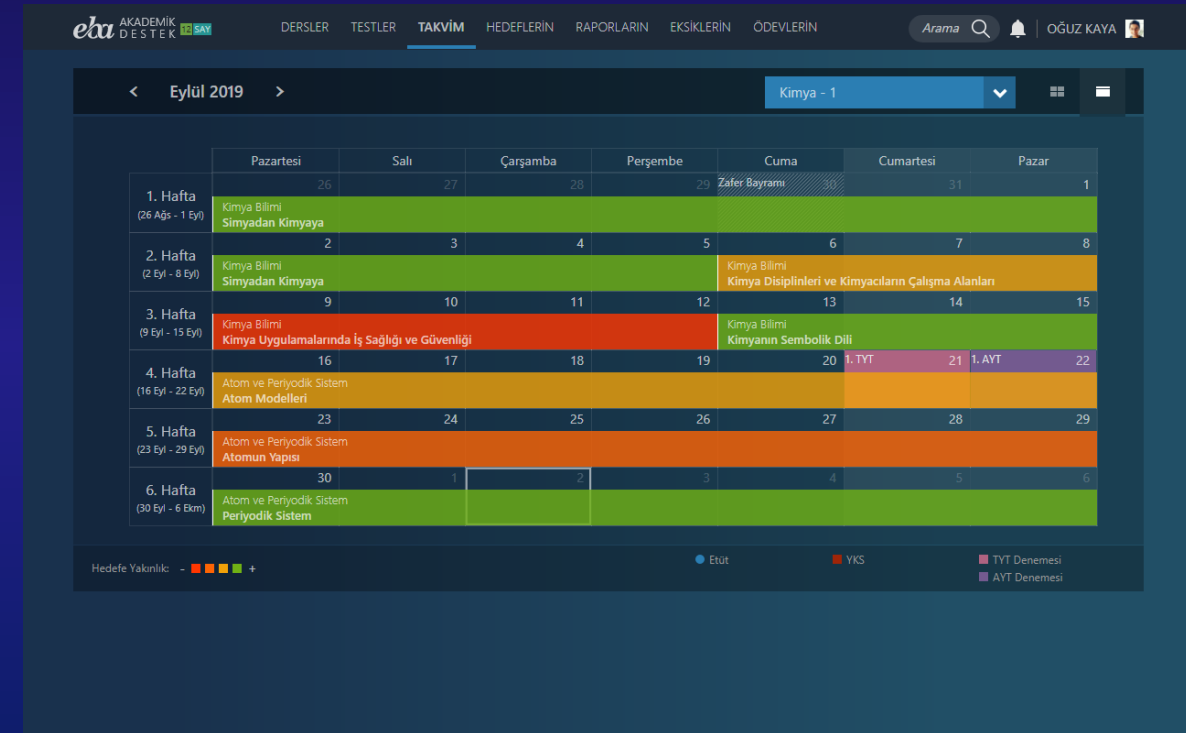 eba AKADEMİK DESTEK 12 SAY
DERSLER TESTLER TAKVİM HEDEFLERİN RAPORLARIN EKSİKLERİN ÖDEVLERİN
Arama OĞUZ KAYA
< Eylül 2019 >
Kimya - 1
Pazartesi Salı Çarşamba Perşembe Cuma Cumartesi Pazar
1. Hafta
(26 Ağs - 1 Eyl)
26 27 28 29 Zafer Bayramı 30 31 1
Kimya Bilimi
Simyadan Kimyaya
2. Hafta
(2 Eyl - 8 Eyl)
2 3 4 5 6 7 8
Kimya Bilimi
Simyadan Kimyaya
Kimya Bilimi
Kimya Disiplinleri ve Kimyacıların Çalışma Alanları
3. Hafta
(9 Eyl - 15 Eyl)
9 10 11 12 13 14 15
Kimya Bilimi
Kimya Uygulamalarında İş Sağlığı ve Güvenliği
Kimya Bilimi
Kimyanın Sembolik Dili
4. Hafta
(16 Eyl - 22 Eyl)
16 17 18 19 20 1. TYT 21 1. AYT 22
Atom ve Periyodik Sistem
Atom Modelleri
5. Hafta
(23 Eyl - 29 Eyl)
23 24 25 26 27 28 29
Atom ve Periyodik Sistem
Atomun Yapısı
6. Hafta
(30 Eyl - 6 Ekm)
30 1 2 3 4 5 6
Atom ve Periyodik Sistem
Periyodik Sistem
Hedefe Yakınlık: - +
Etüt
YKS
TYT Denemesi
AYT Denemesi